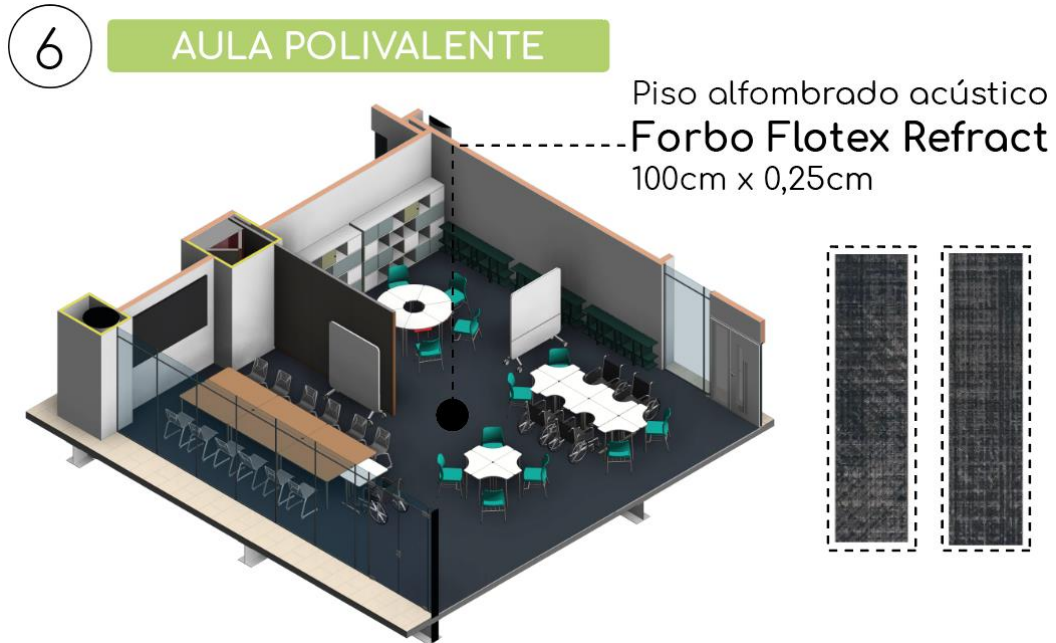 6
AULA POLIVALENTE
Piso alfombrado acústico
Forbo Flotex Refract
100cm x 0,25cm